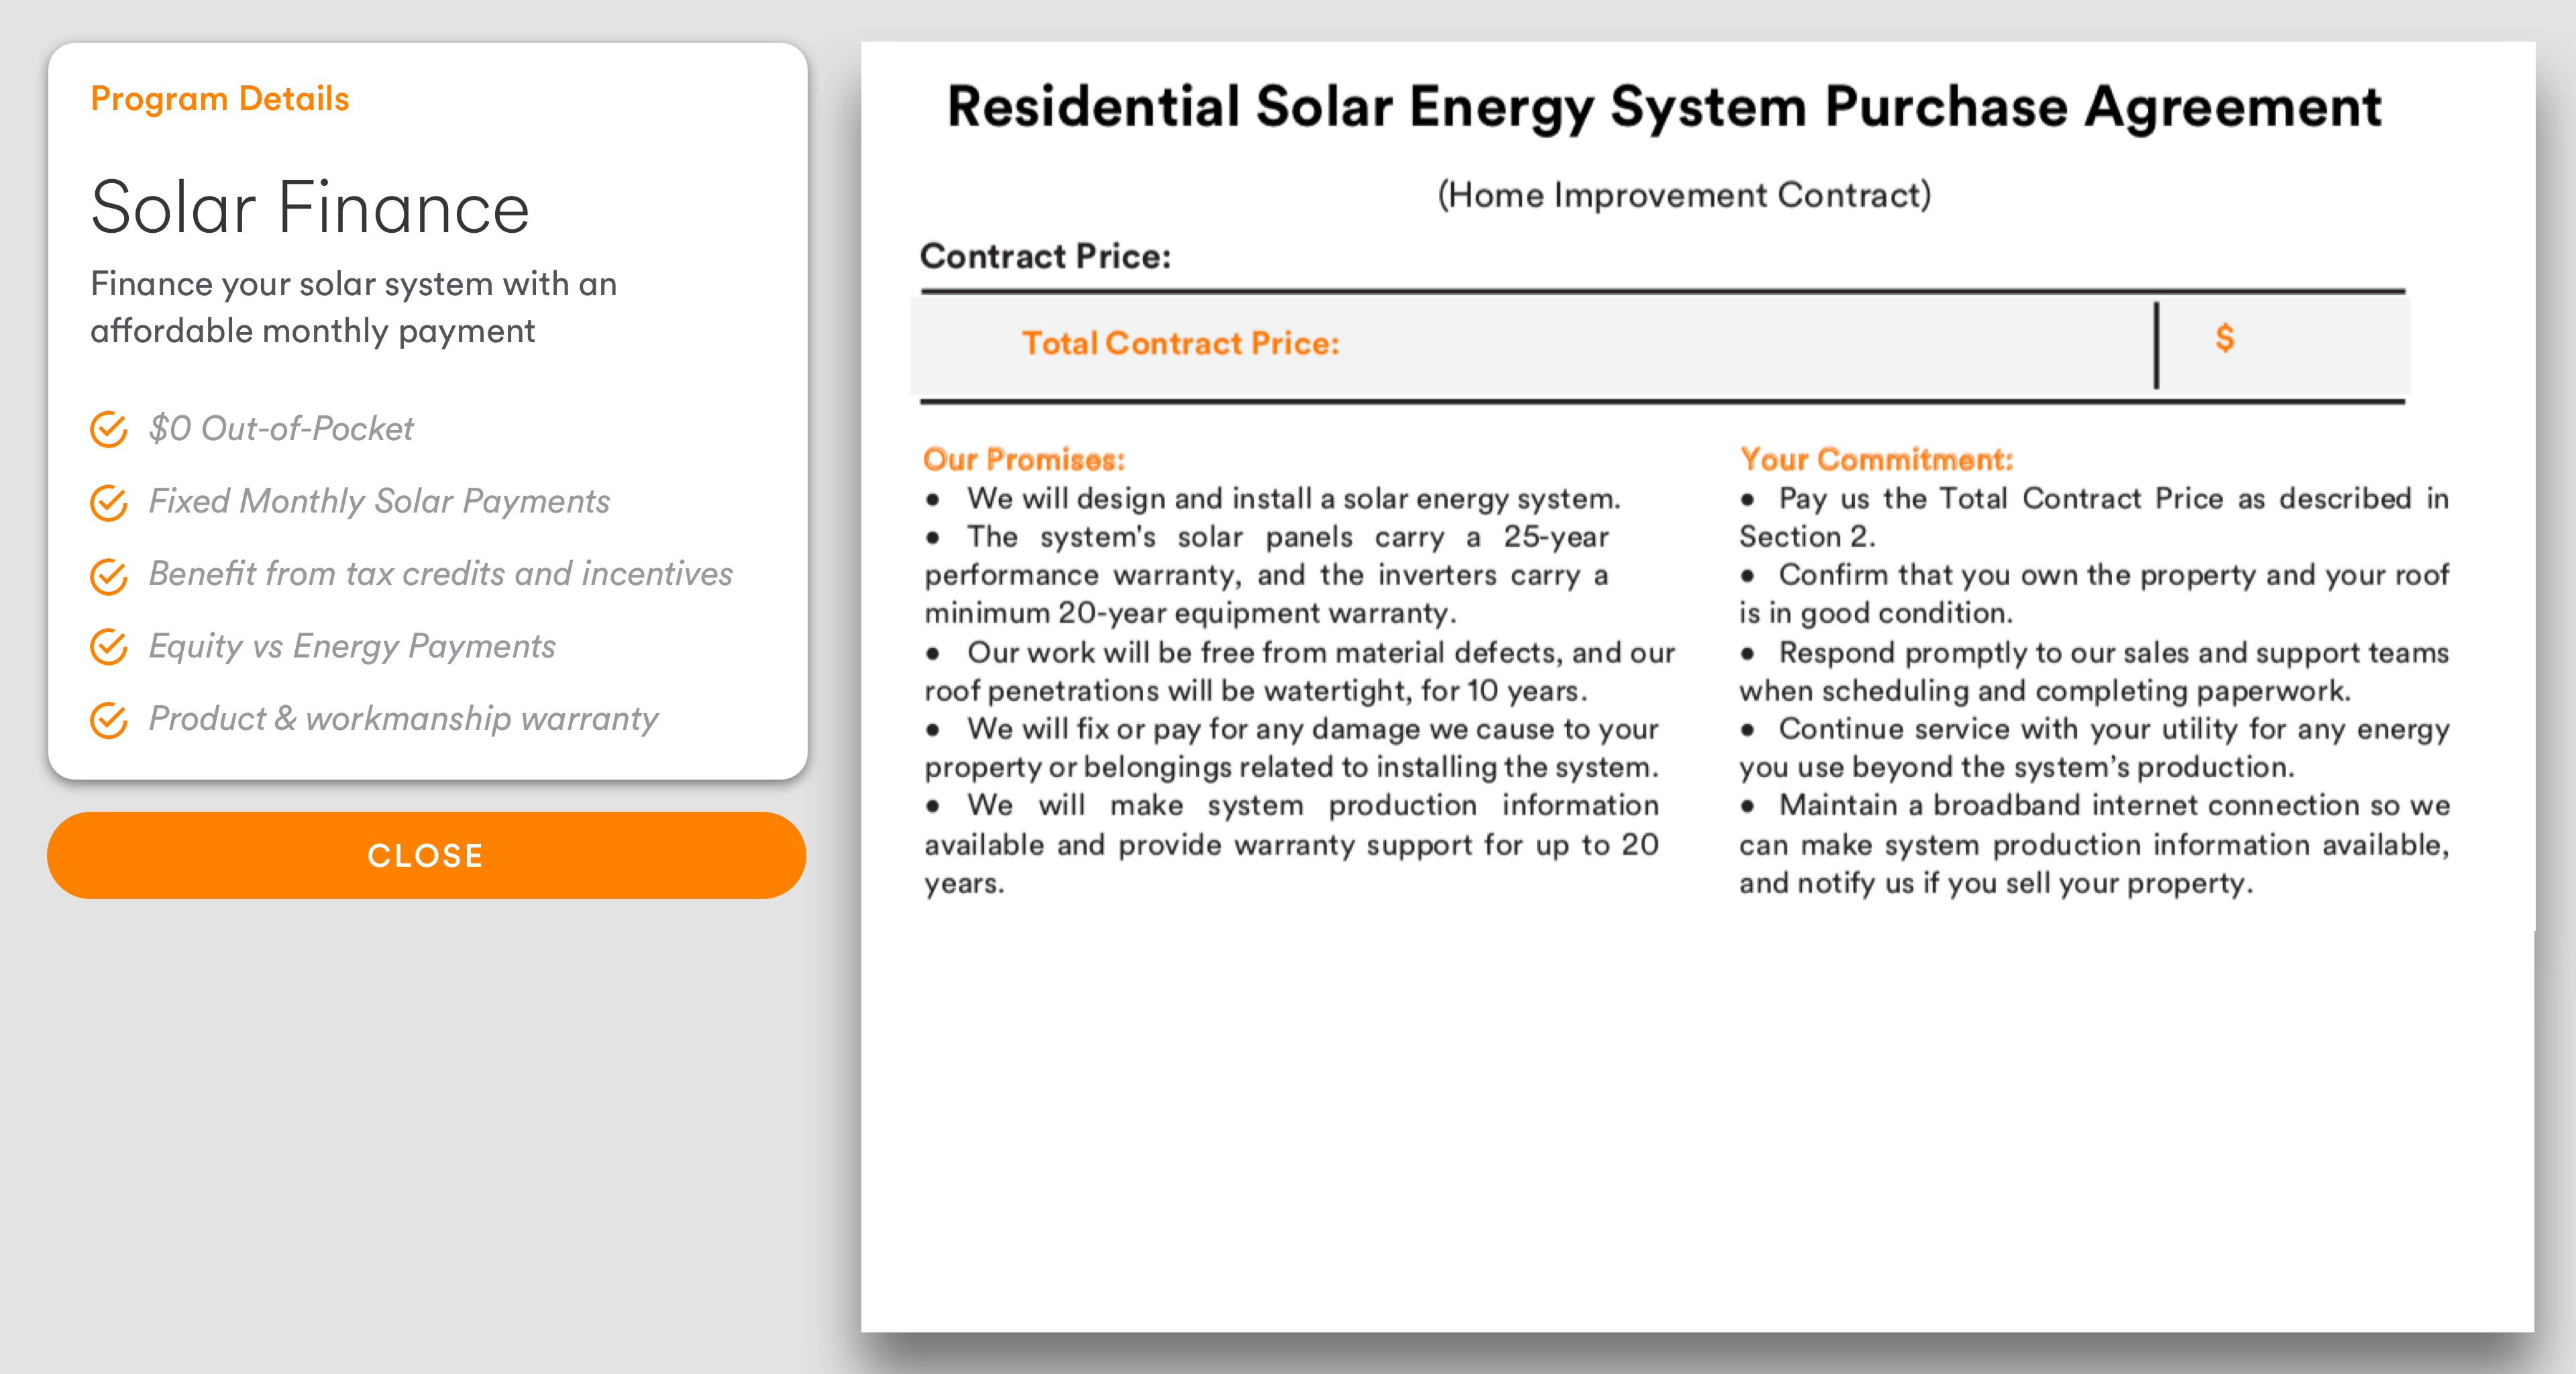 Program Details
Solar Finance
Finance your solar system with an
affordable monthly payment
$0 Out-of-Pocket
Fixed Monthly Solar Payments
Benefit from tax credits and incentives
Equity vs Energy Payments
Product & workmanship warranty
CLOSE
Residential Solar Energy System Purchase Agreement
(Home Improvement Contract)
Contract Price:
Total Contract Price: $
Our Promises:
• We will design and install a solar energy system.
• The system's solar panels carry a 25-year
performance warranty, and the inverters carry a
minimum 20-year equipment warranty.
• Our work will be free from material defects, and our
roof penetrations will be watertight, for 10 years.
• We will fix or pay for any damage we cause to your
property or belongings related to installing the system.
• We will make system production information
available and provide warranty support for up to 20
years.
Your Commitment:
• Pay us the Total Contract Price as described in
Section 2.
• Confirm that you own the property and your roof
is in good condition.
• Respond promptly to our sales and support teams
when scheduling and completing paperwork.
• Continue service with your utility for any energy
you use beyond the system’s production.
• Maintain a broadband internet connection so we
can make system production information available,
and notify us if you sell your property.